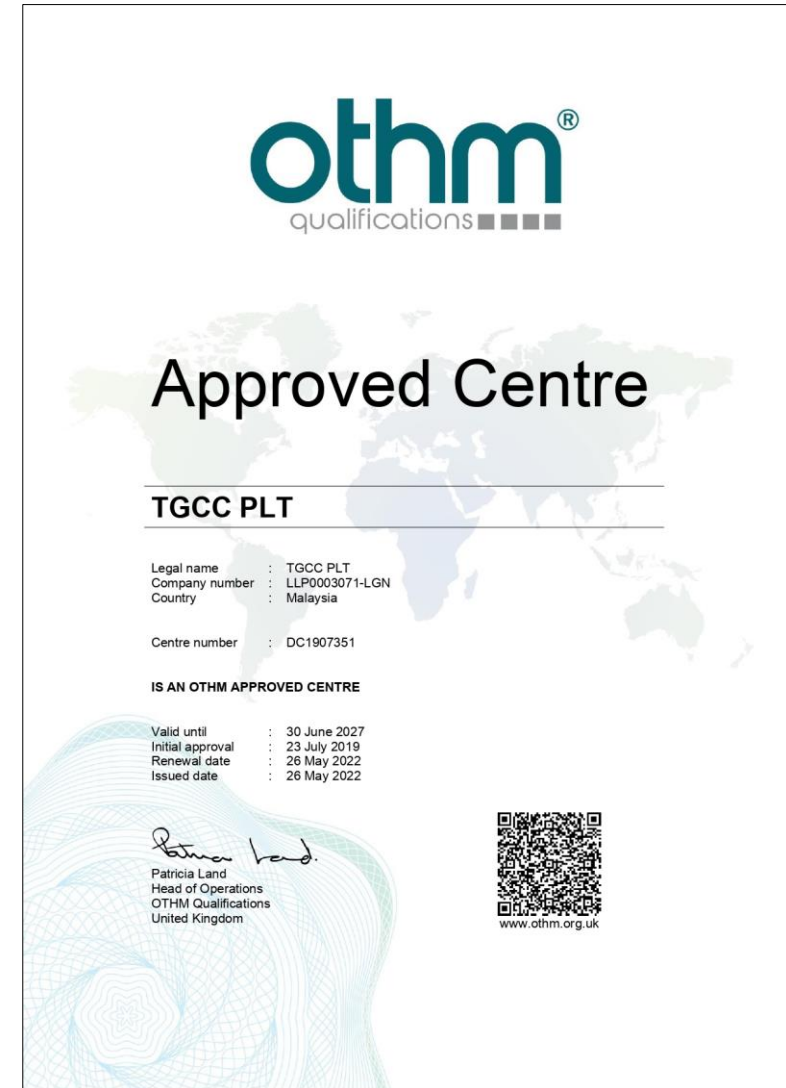 othm®
qualifications
Approved Centre
TGCC PLT
Legal name : TGCC PLT
Company number : LLP0003071-LGN
Country : Malaysia
Centre number : DC1907351
IS AN OTHM APPROVED CENTRE
Valid until : 30 June 2027
Initial approval : 23 July 2019
Renewal date : 26 May 2022
Issued date : 26 May 2022
Patricia Land
Patricia Land
Head of Operations
OTHM Qualifications
United Kingdom
www.othm.org.uk